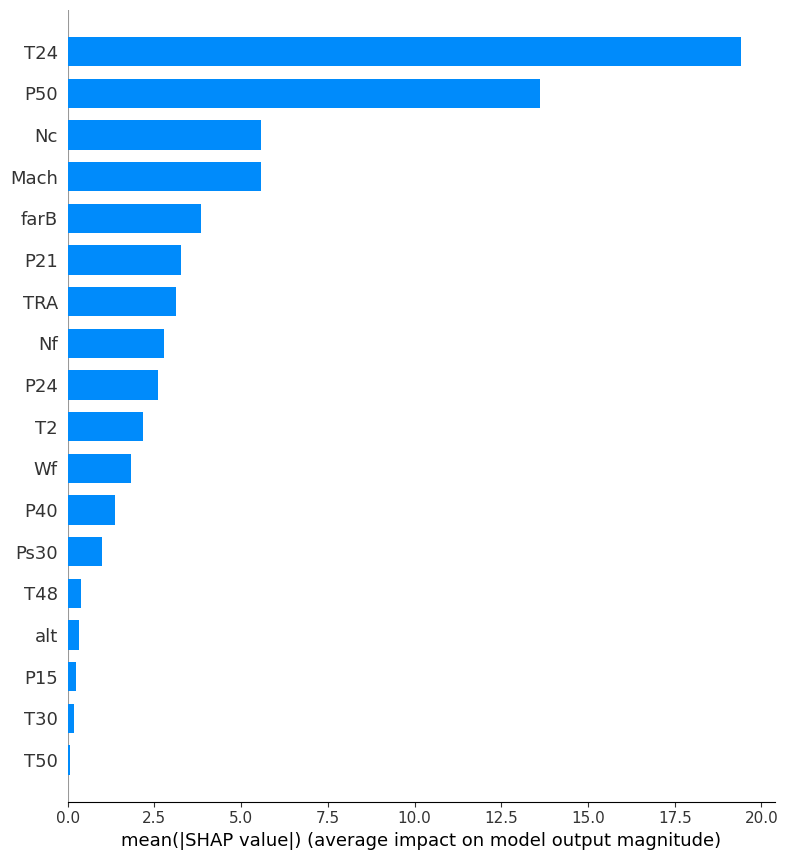 T24
P50
Nc
Mach
farB
P21
TRA
Nf
P24
T2
Wf
P40
Ps30
T48
alt
P15
T30
T50
0.0 2.5 5.0 7.5 10.0 12.5 15.0 17.5 20.0
mean(|SHAP value|) (average impact on model output magnitude)